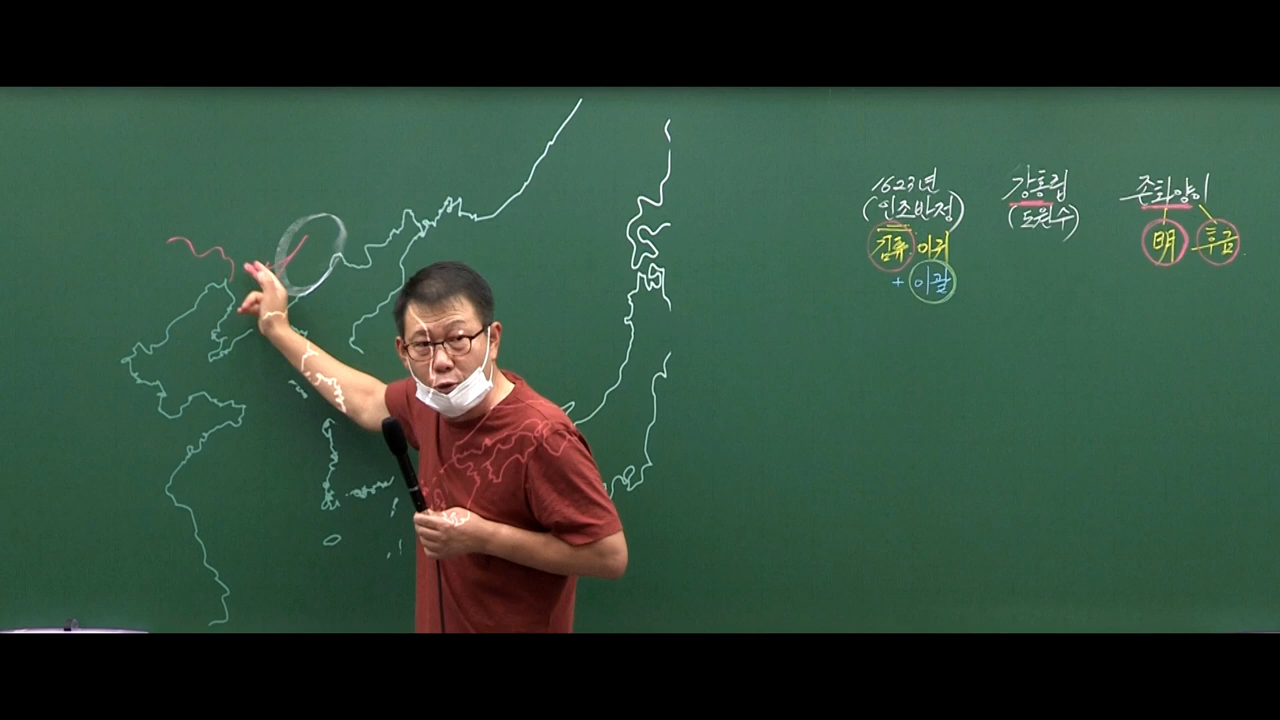 1623년
(인조반정)
김류 이귀
+ 이괄
강홍립
(도원수)
존화양이
明 후금